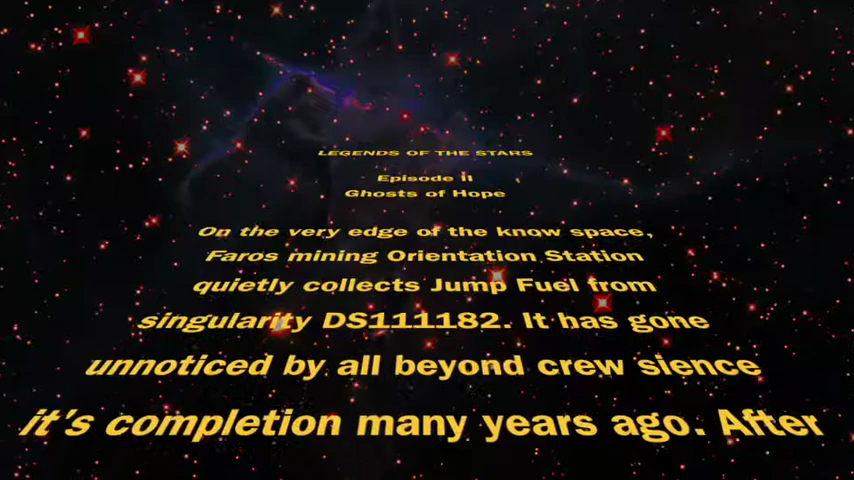 LEGENDS OF THE STARS
Episode II
Ghosts of Hope
On the very edge of the know space,
Faros mining Orientation Station
quietly collects Jump Fuel from
singularity DS111182. It has gone
unnoticed by all beyond crew sience
it's completion many years ago. After